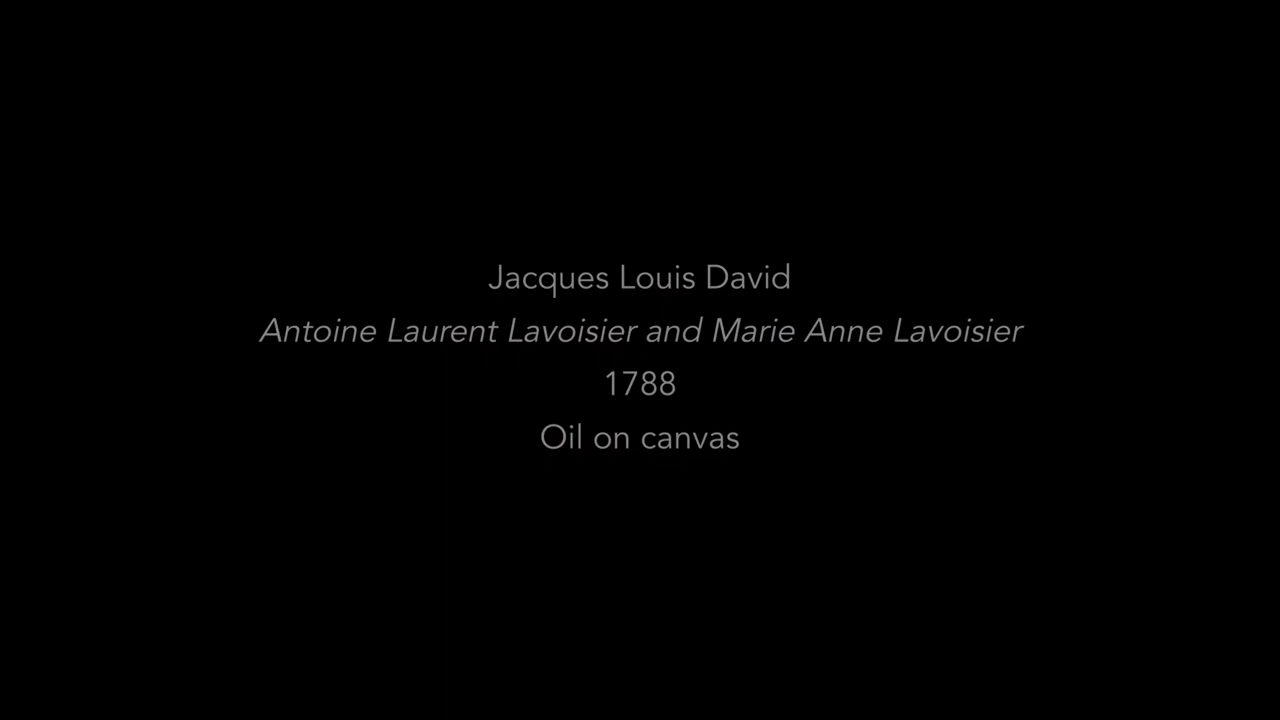 Jacques Louis David
Antoine Laurent Lavoisier and Marie Anne Lavoisier
1788
Oil on canvas